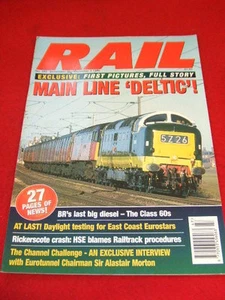 RAIL
EXCLUSIVE: FIRST PICTURES, FULL STORY
MAIN LINE 'DELTIC'!
5Z26
27
PAGES OF
NEWS!
BR's last big diesel – The Class 60s
AT LAST! Daylight testing for East Coast Eurostars
Rickerscote crash: HSE blames Railtrack procedures
The Channel Challenge - AN EXCLUSIVE INTERVIEW
with Eurotunnel Chairman Sir Alastair Morton